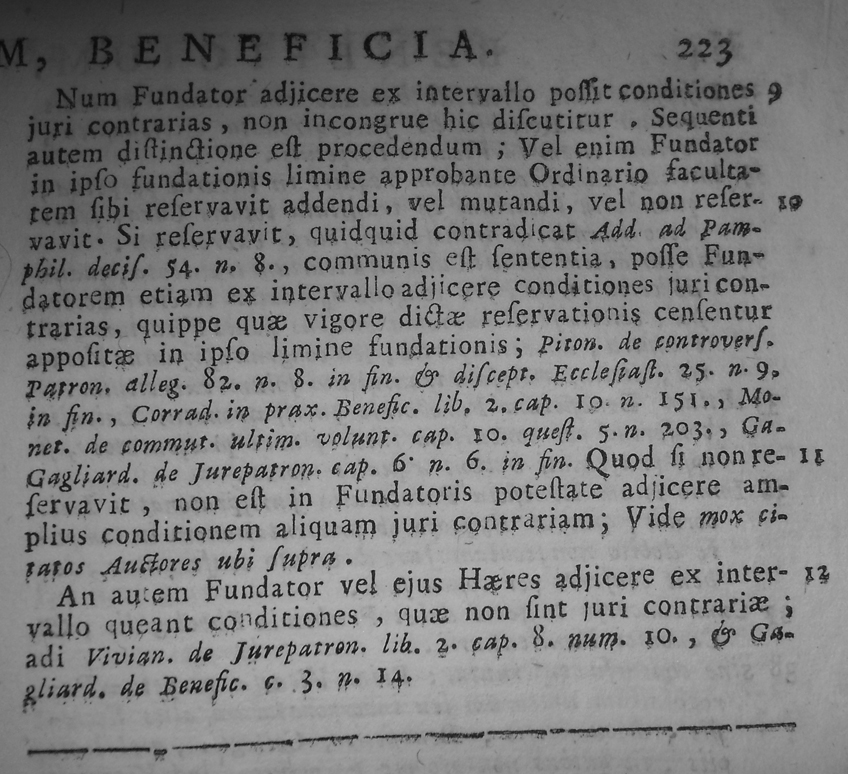 M, BENEFICIA. 223
Num Fundator adjicere ex intervallo poſſit conditiones 9
juri contrarias, non incongrue hic diſcutitur. Sequenti
autem diſtinctione eſt procedendum; Vel enim Fundator
in ipſo fundationis limine approbante Ordinario faculta-
tem ſibi reſervavit addendi, vel mutandi, vel non reſer- 10
vavit. Si reſervavit, quidquid contradicat Add. ad Pam-
phil. deciſ. 54. n. 8., communis eſt ſententia, poſſe Fun-
datorem etiam ex intervallo adjicere conditiones juri con-
trarias, quippe quæ vigore dictæ reſervationis cenſentur
appoſitæ in ipſo limine fundationis; Piton. de controverſ.
Patron. alleg. 82. n. 8. in fin. & diſcept. Eccleſiaſt. 25. n. 9.
in fin., Corrad. in prax. Benefic. lib. 2. cap. 10. n. 151., Mo-
net. de commut. ultim. volunt. cap. 10. queſt. 5. n. 203., Ga-
Gagliard. de Jurepatron. cap. 6. n. 6. in fin. Quod ſi non re- 11
ſervavit, non eſt in Fundatoris poteſtate adjicere am-
plius conditionem aliquam juri contrariam; Vide mox ci-
tatos Auctores ubi ſupra.
An autem Fundator vel ejus Hæres adjicere ex inter- 12
vallo queant conditiones, quæ non ſint juri contrariæ;
adi Vivian. de Jurepatron. lib. 2. cap. 8. num. 10., & Ga-
gliard. de Benefic. c. 3. n. 14.